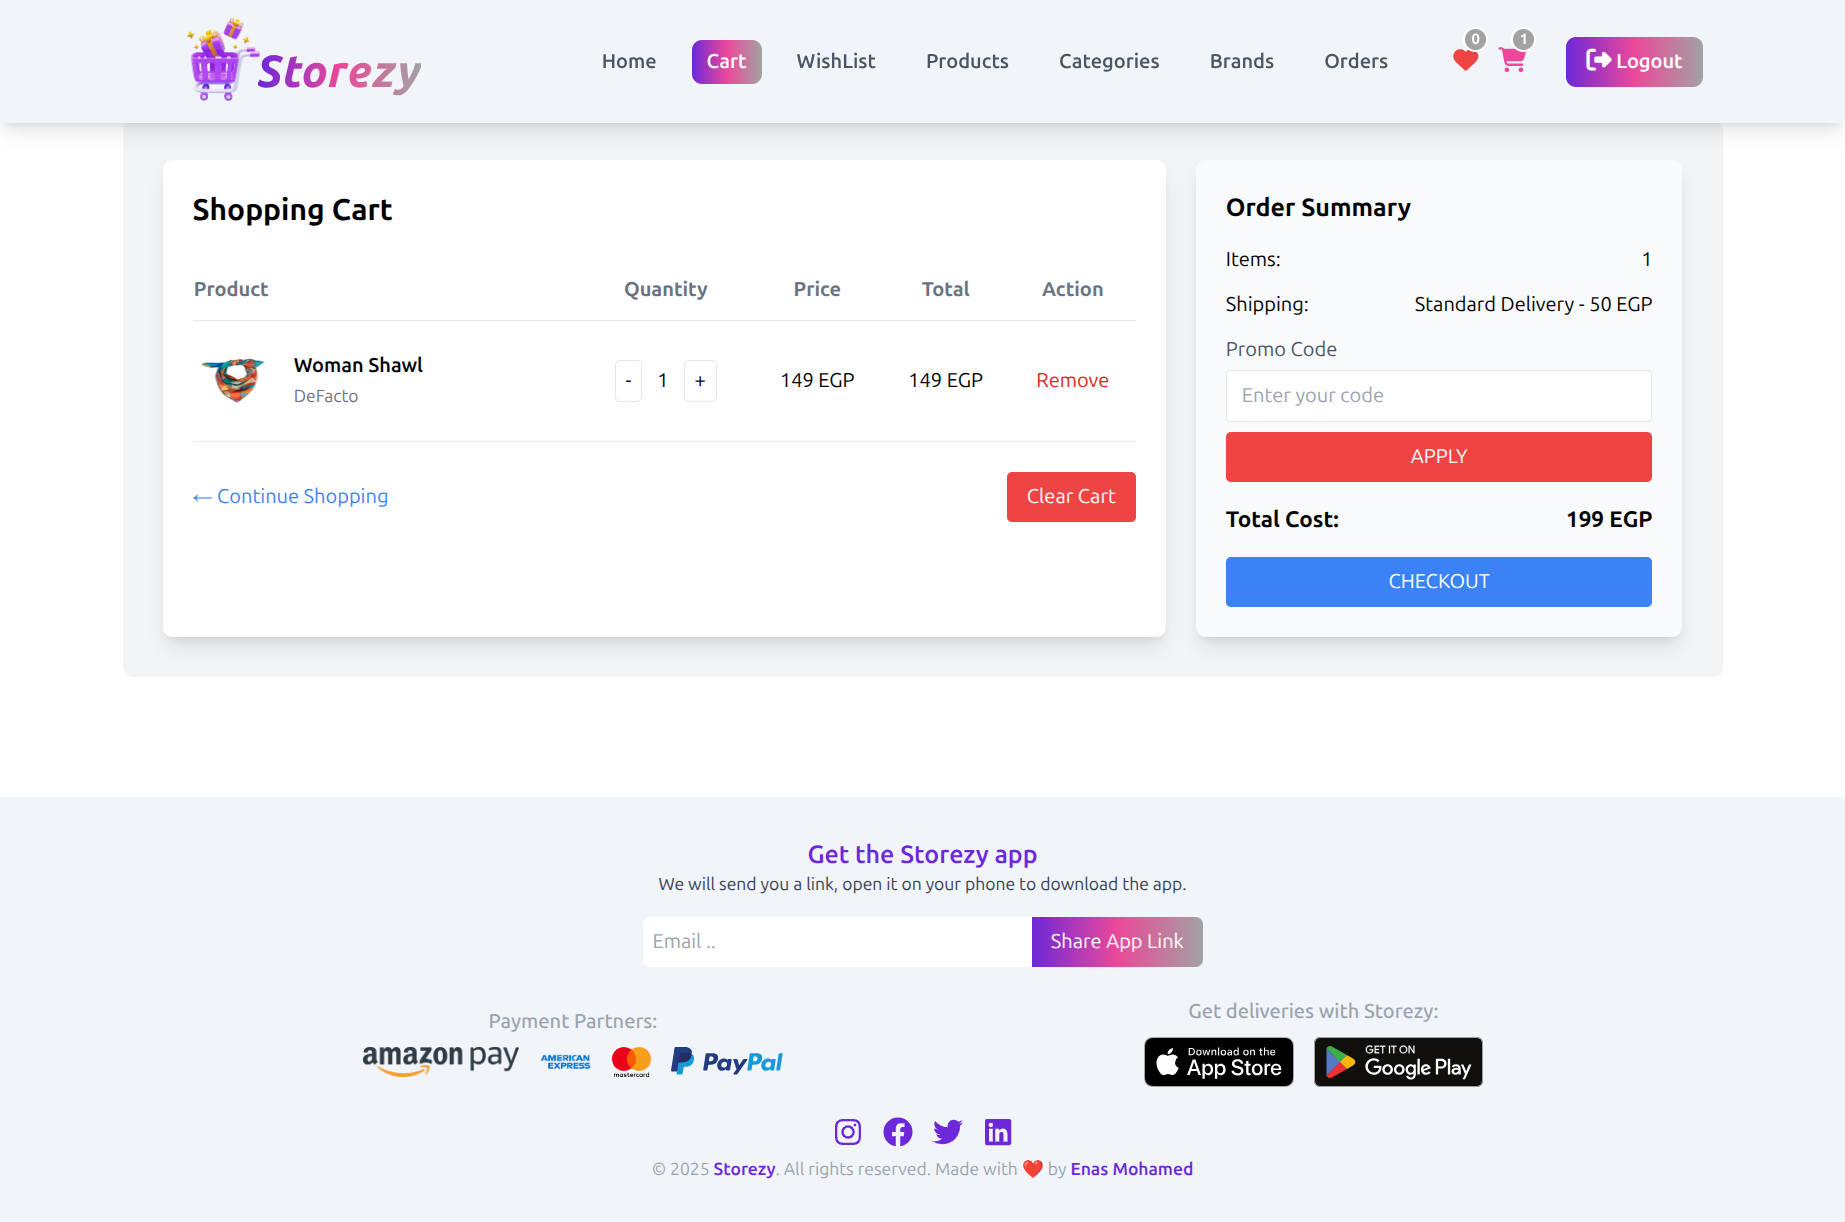 Storezy
Home
Cart
WishList
Products
Categories
Brands
Orders
0
1
Logout
Shopping Cart
Product Quantity Price Total Action
Woman Shawl
DeFacto
- 1 + 149 EGP 149 EGP Remove
← Continue Shopping
Clear Cart
Order Summary
Items: 1
Shipping: Standard Delivery - 50 EGP
Promo Code
Enter your code
APPLY
Total Cost: 199 EGP
CHECKOUT
Get the Storezy app
We will send you a link, open it on your phone to download the app.
Email ..
Share App Link
Payment Partners:
amazon pay
AMERICAN
EXPRESS
mastercard
PayPal
Get deliveries with Storezy:
Download on the
App Store
GET IT ON
Google Play
© 2025 Storezy. All rights reserved. Made with ❤️ by Enas Mohamed